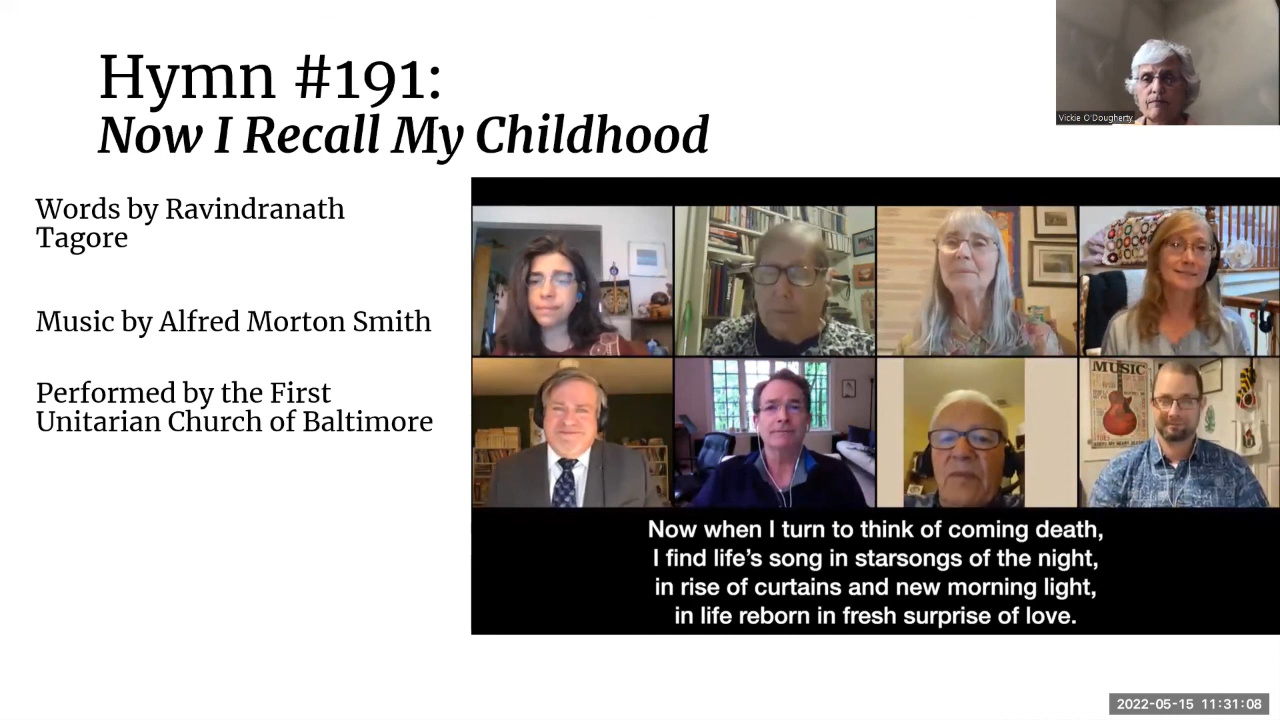 Hymn #191:
Now I Recall My Childhood
Vickie O'Dougherty
Words by Ravindranath
Tagore
Music by Alfred Morton Smith
Performed by the First
Unitarian Church of Baltimore
MUSIC
Now when I turn to think of coming death,
I find life’s song in starsongs of the night,
in rise of curtains and new morning light,
in life reborn in fresh surprise of love.
2022-05-15 11:31:08